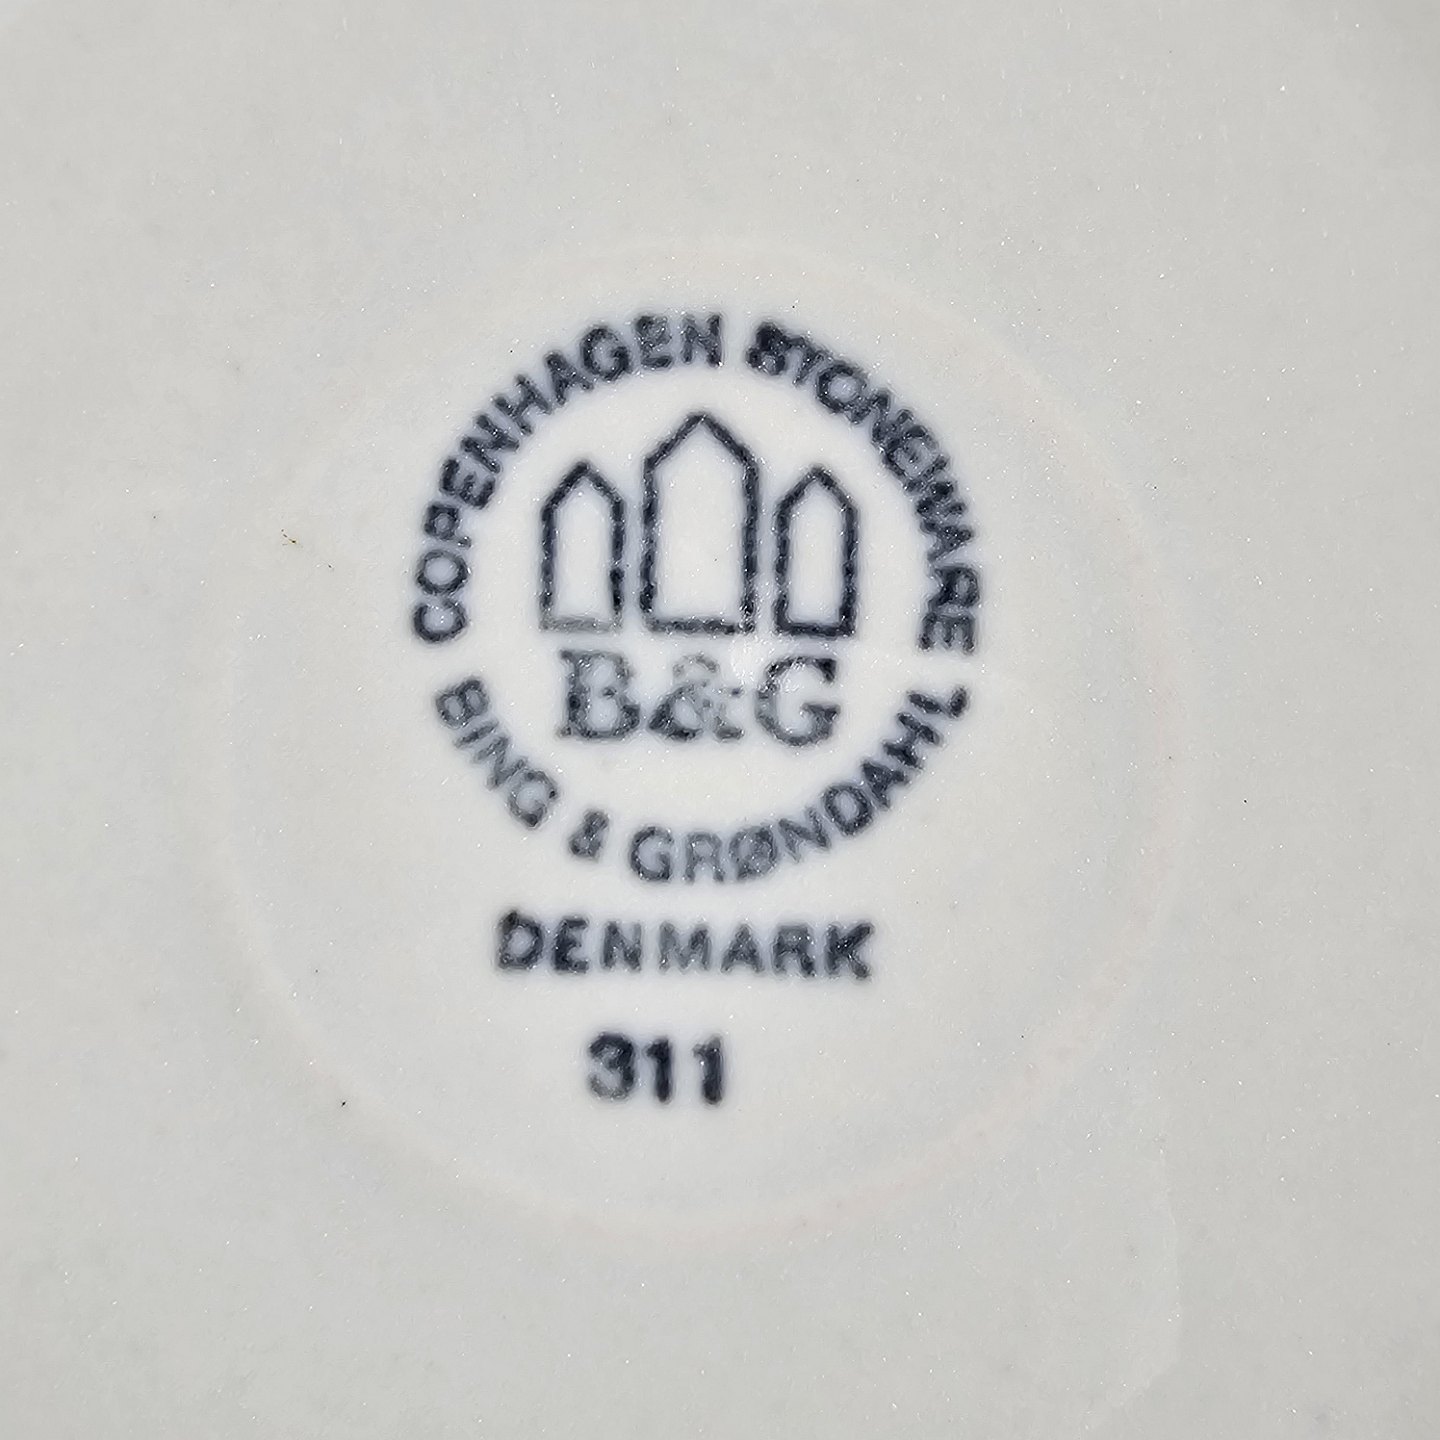 COPENHAGEN STONEWARE
B&G
BING & GRØNDAHL
DENMARK
311